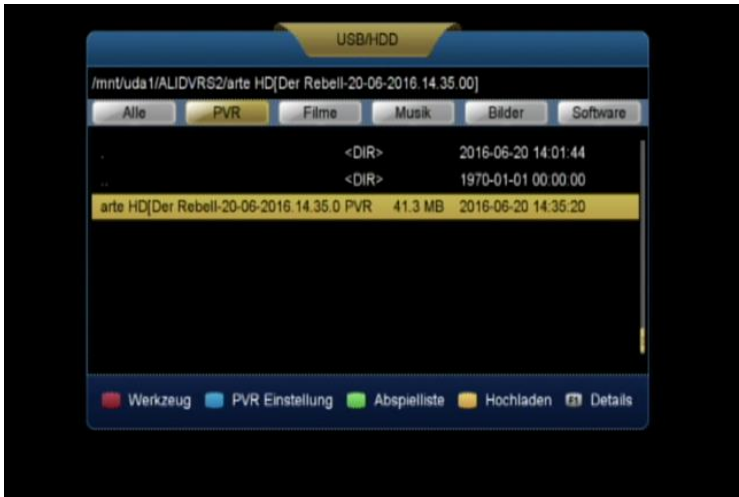 USB/HDD
/mnt/uda1/ALIDVRS2/arte HD[Der Rebell-20-06-2016.14.35.00]
Alle PVR Filme Musik Bilder Software
. <DIR> 2016-06-20 14:01:44
.. <DIR> 1970-01-01 00:00:00
arte HD[Der Rebell-20-06-2016.14.35.0 PVR 41.3 MB 2016-06-20 14:35:20
Werkzeug PVR Einstellung Abspielliste Hochladen F1 Details